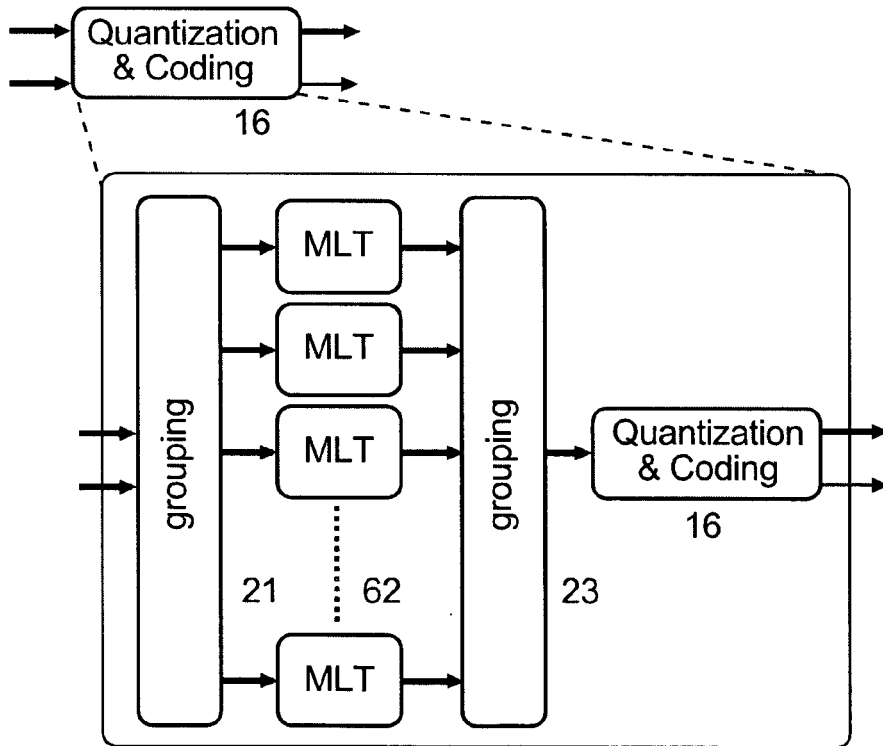 Quantization
& Coding
16
grouping
MLT
MLT
MLT
MLT
21
62
grouping
23
Quantization
& Coding
16